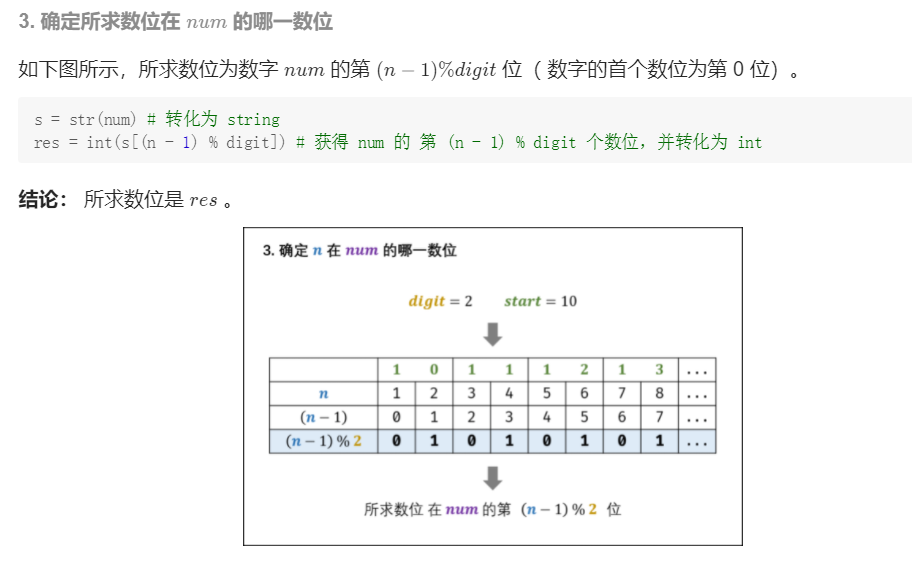 3. 确定所求数位在 num 的哪一数位
如下图所示，所求数位为数字 num 的第 (n − 1)%digit 位（ 数字的首个数位为第 0 位）。
s = str(num) # 转化为 string
res = int(s[(n - 1) % digit]) # 获得 num 的 第 (n - 1) % digit 个数位，并转化为 int
结论： 所求数位是 res 。
3. 确定 n 在 num 的哪一数位
digit = 2 start = 10
1 0 1 1 1 2 1 3 ...
n 1 2 3 4 5 6 7 8 ...
(n − 1) 0 1 2 3 4 5 6 7 ...
(n − 1) % 2 0 1 0 1 0 1 0 1 ...
所求数位 在 num 的第 (n − 1) % 2 位